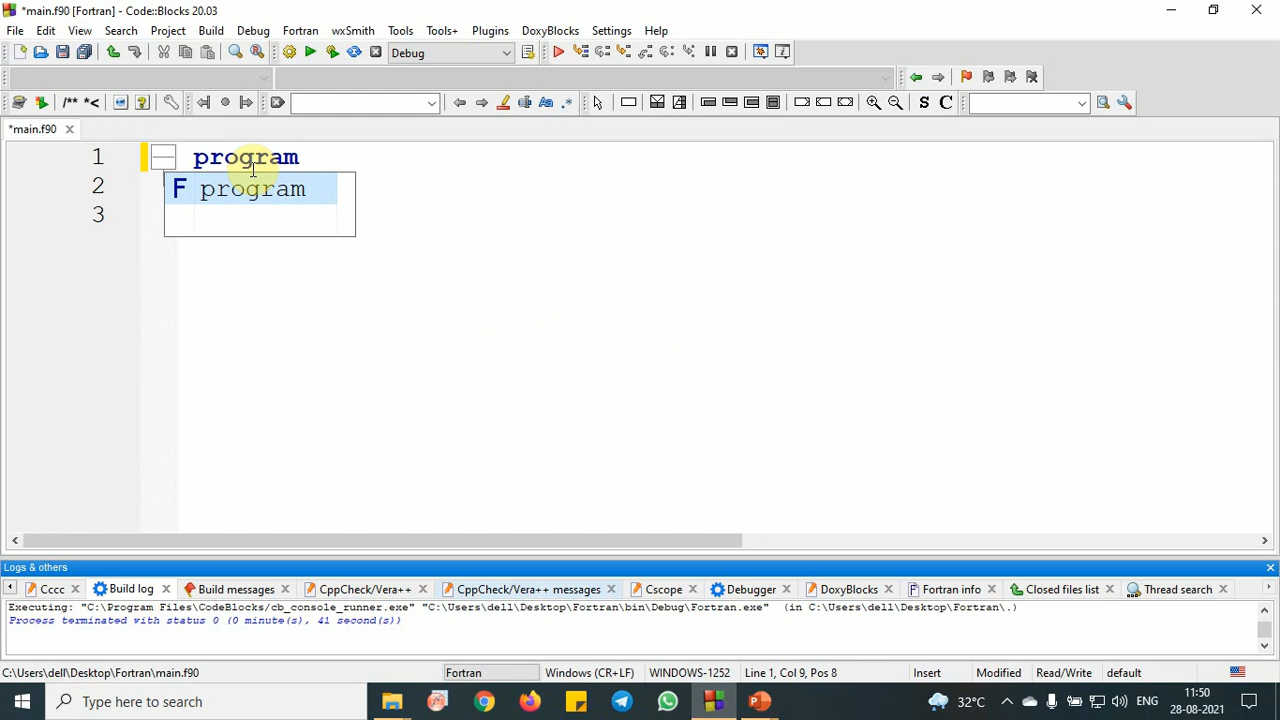 *main.f90 [Fortran] - Code::Blocks 20.03
File Edit View Search Project Build Debug Fortran wxSmith Tools Tools+ Plugins DoxyBlocks Settings Help
Debug
/** *< Aa .* S C
*main.f90
1 program
F program
2
3
Logs & others
Cccc Build log Build messages CppCheck/Vera++ CppCheck/Vera++ messages Cscope Debugger DoxyBlocks Fortran info Closed files list Thread search
Executing: "C:\Program Files\CodeBlocks/cb_console_runner.exe" "C:\Users\dell\Desktop\Fortran\bin\Debug\Fortran.exe" (in C:\Users\dell\Desktop\Fortran\.)
Process terminated with status 0 (0 minute(s), 41 second(s))
C:\Users\dell\Desktop\Fortran\main.f90 Fortran Windows (CR+LF) WINDOWS-1252 Line 1, Col 9, Pos 8 Insert Modified Read/Write default
Type here to search 32°C ENG 11:50
28-08-2021